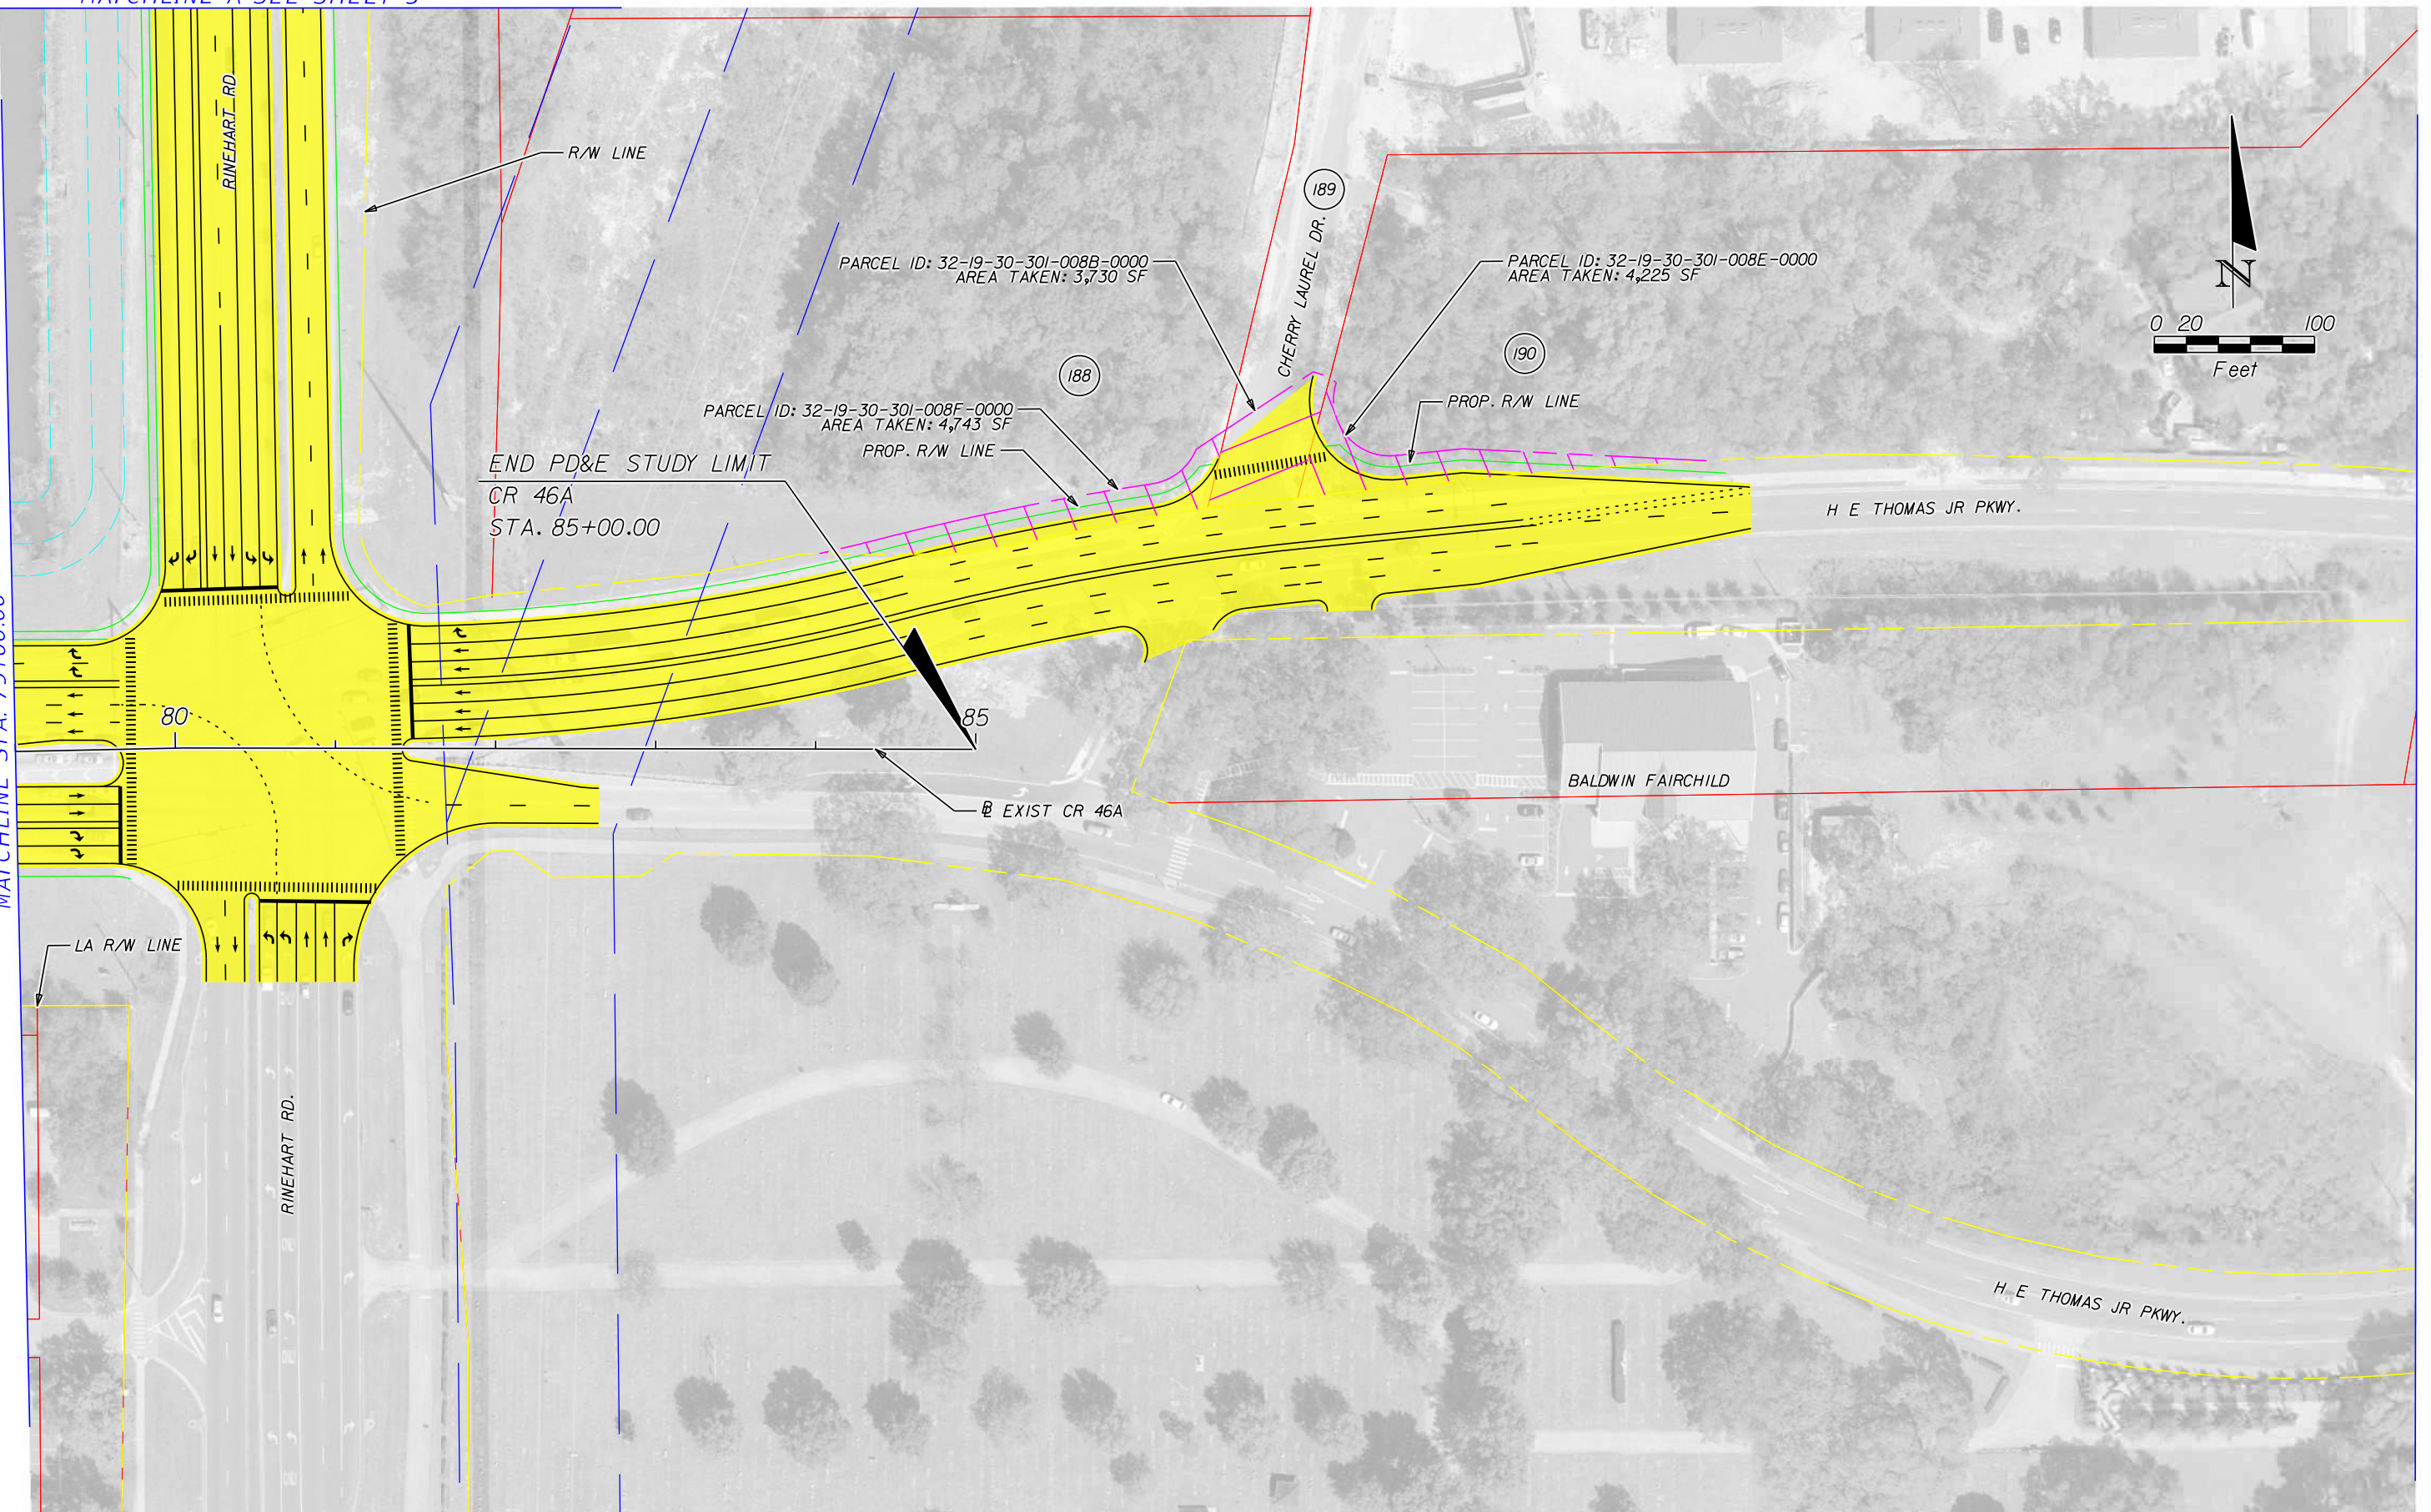 RINEHART RD.
R/W LINE
189
CHERRY LAUREL DR.
PARCEL ID: 32-19-30-301-008B-0000
AREA TAKEN: 3,730 SF
PARCEL ID: 32-19-30-301-008E-0000
AREA TAKEN: 4,225 SF
N
0 20 100
Feet
188
190
PARCEL ID: 32-19-30-301-008F-0000
AREA TAKEN: 4,743 SF
PROP. R/W LINE
PROP. R/W LINE
END PD&E STUDY LIMIT
CR 46A
STA. 85+00.00
H E THOMAS JR PKWY.
80
85
BALDWIN FAIRCHILD
EXIST CR 46A
LA R/W LINE
RINEHART RD.
H E THOMAS JR PKWY.